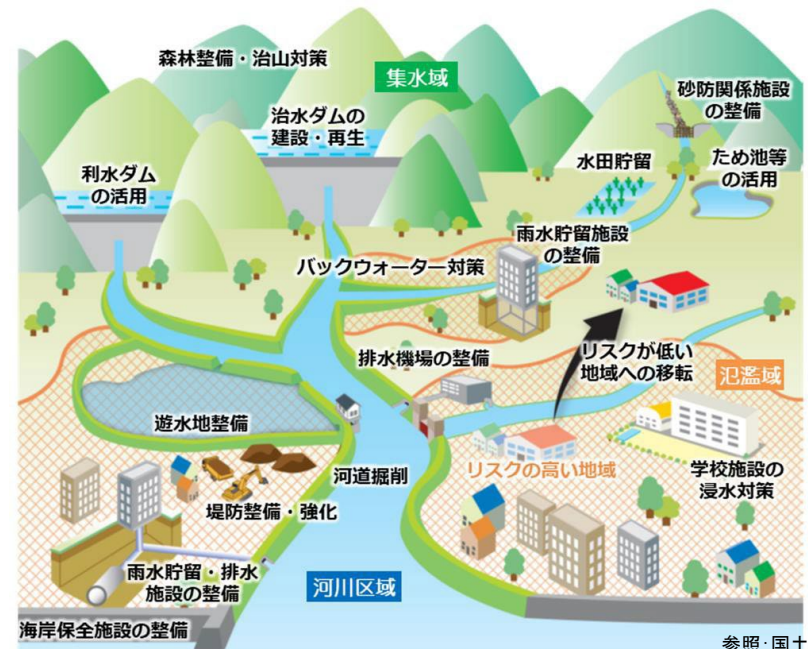 森林整備・治山対策
集水域
砂防関係施設
の整備
治水ダムの
建設・再生
水田貯留
ため池等
の活用
利水ダム
の活用
雨水貯留施設
の整備
バックウォーター対策
排水機場の整備
リスクが低い
地域への移転
氾濫域
遊水地整備
リスクの高い地域
学校施設の
浸水対策
河道掘削
堤防整備・強化
雨水貯留・排水
施設の整備
河川区域
海岸保全施設の整備
参照・国土